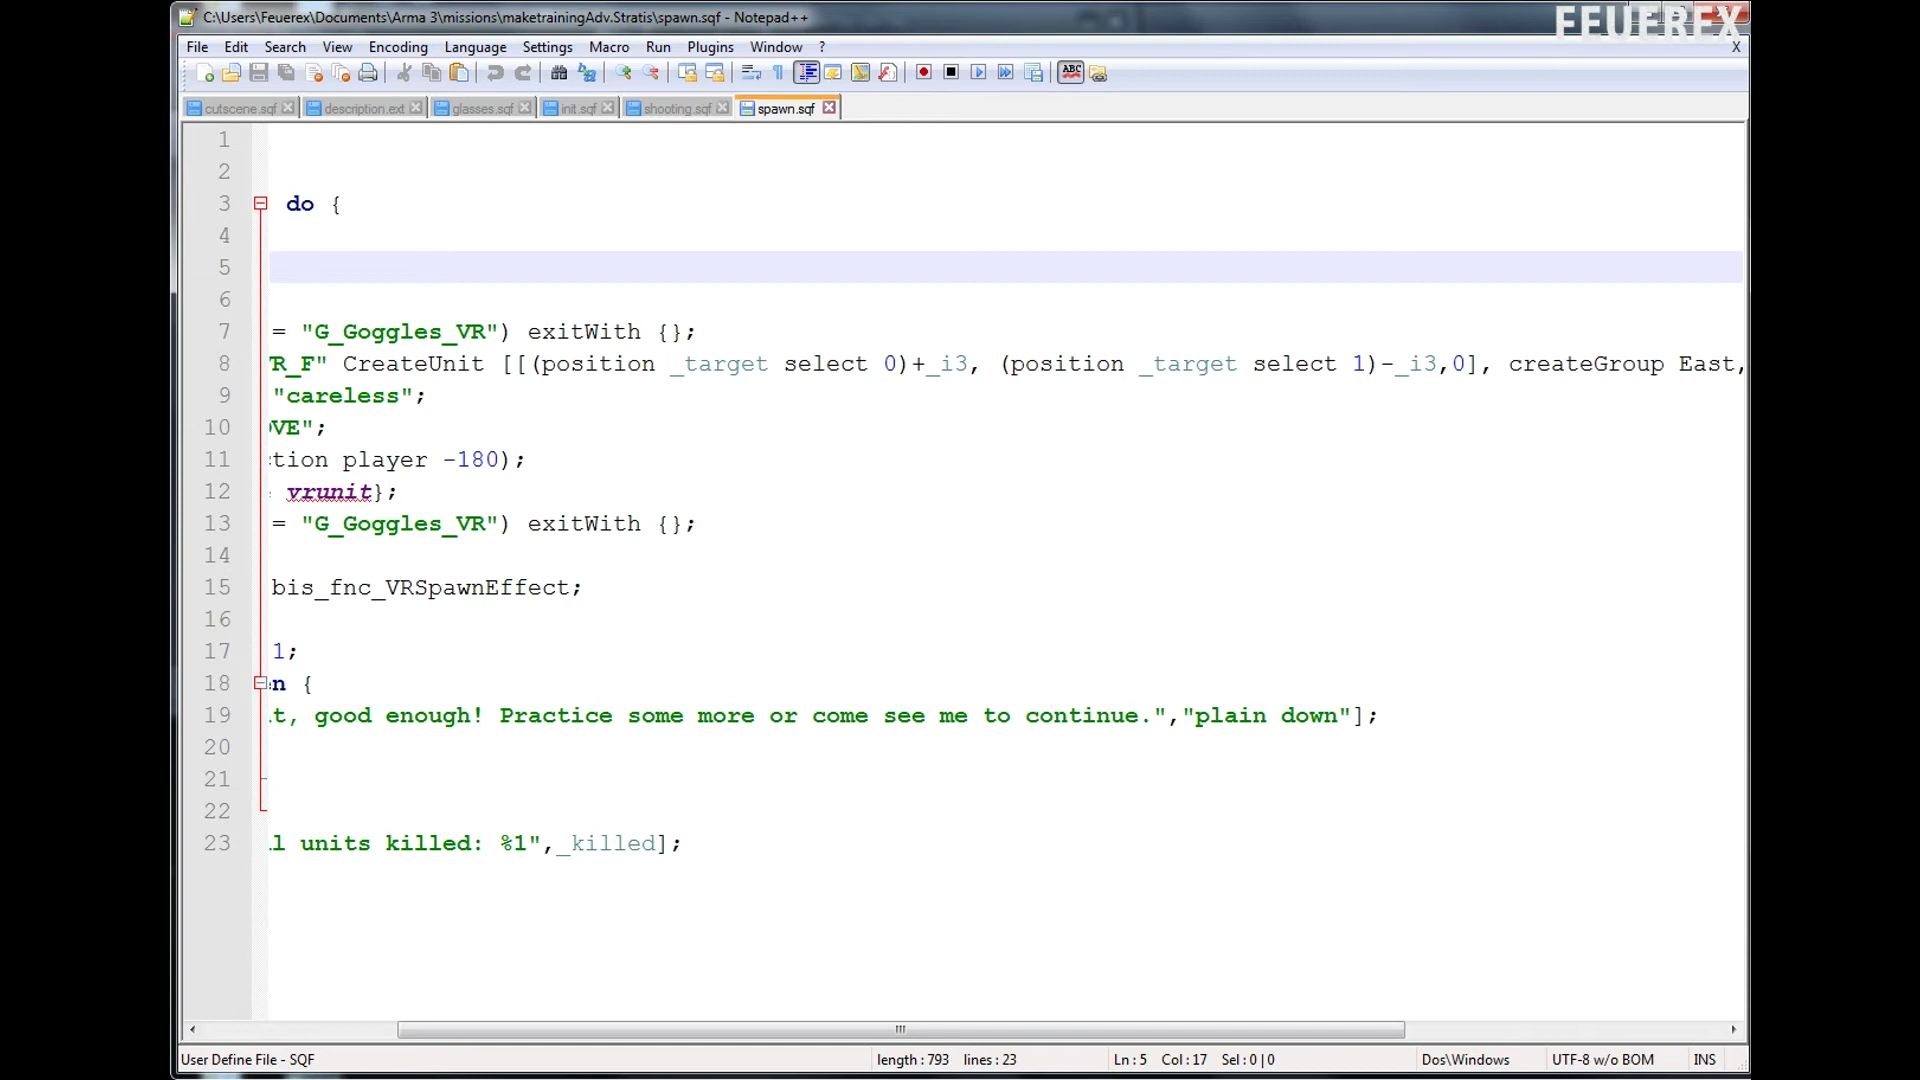 C:\Users\Feuerex\Documents\Arma 3\missions\maketrainingAdv.Stratis\spawn.sqf - Notepad++
FEUEREX
File Edit Search View Encoding Language Settings Macro Run Plugins Window ? X
ABC
cutscene.sqf description.ext glasses.sqf init.sqf shooting.sqf spawn.sqf
1
2
3 do {
4
5
6
7 = "G_Goggles_VR") exitWith {};
8 R_F" CreateUnit [[(position _target select 0)+_i3, (position _target select 1)-_i3,0], createGroup East,
9 "careless";
10 VE";
11 tion player -180);
12 vrunit};
13 = "G_Goggles_VR") exitWith {};
14
15 bis_fnc_VRSpawnEffect;
16
17 1;
18 n {
19 t, good enough! Practice some more or come see me to continue.","plain down"];
20
21
22
23 l units killed: %1",_killed];
User Define File - SQF length : 793 lines : 23 Ln : 5 Col : 17 Sel : 0 | 0 Dos\Windows UTF-8 w/o BOM INS